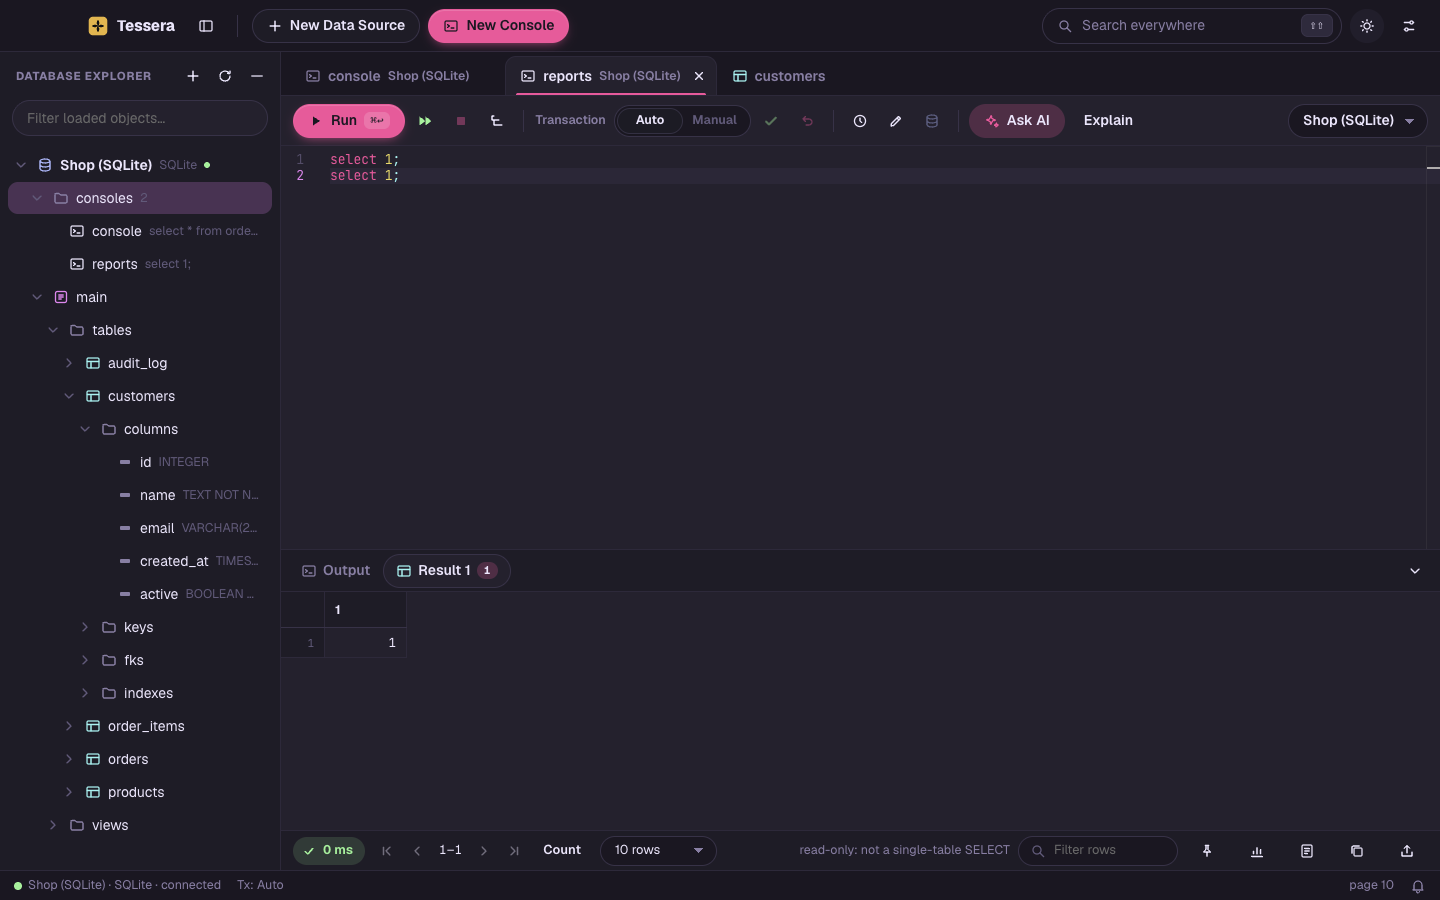 Tessera
New Data Source
New Console
Search everywhere
⇧⇧
DATABASE EXPLORER
Filter loaded objects…
Shop (SQLite) SQLite
consoles 2
console select * from orde…
reports select 1;
main
tables
audit_log
customers
columns
id INTEGER
name TEXT NOT N…
email VARCHAR(2…
created_at TIMES…
active BOOLEAN …
keys
fks
indexes
order_items
orders
products
views
console Shop (SQLite)
reports Shop (SQLite)
customers
Run ⌘↩
Transaction
Auto
Manual
Ask AI
Explain
Shop (SQLite)
1 select 1;
2 select 1;
Output
Result 1 1
1
1 1
0 ms
1–1
Count
10 rows
read-only: not a single-table SELECT
Filter rows
Shop (SQLite) · SQLite · connected
Tx: Auto
page 10